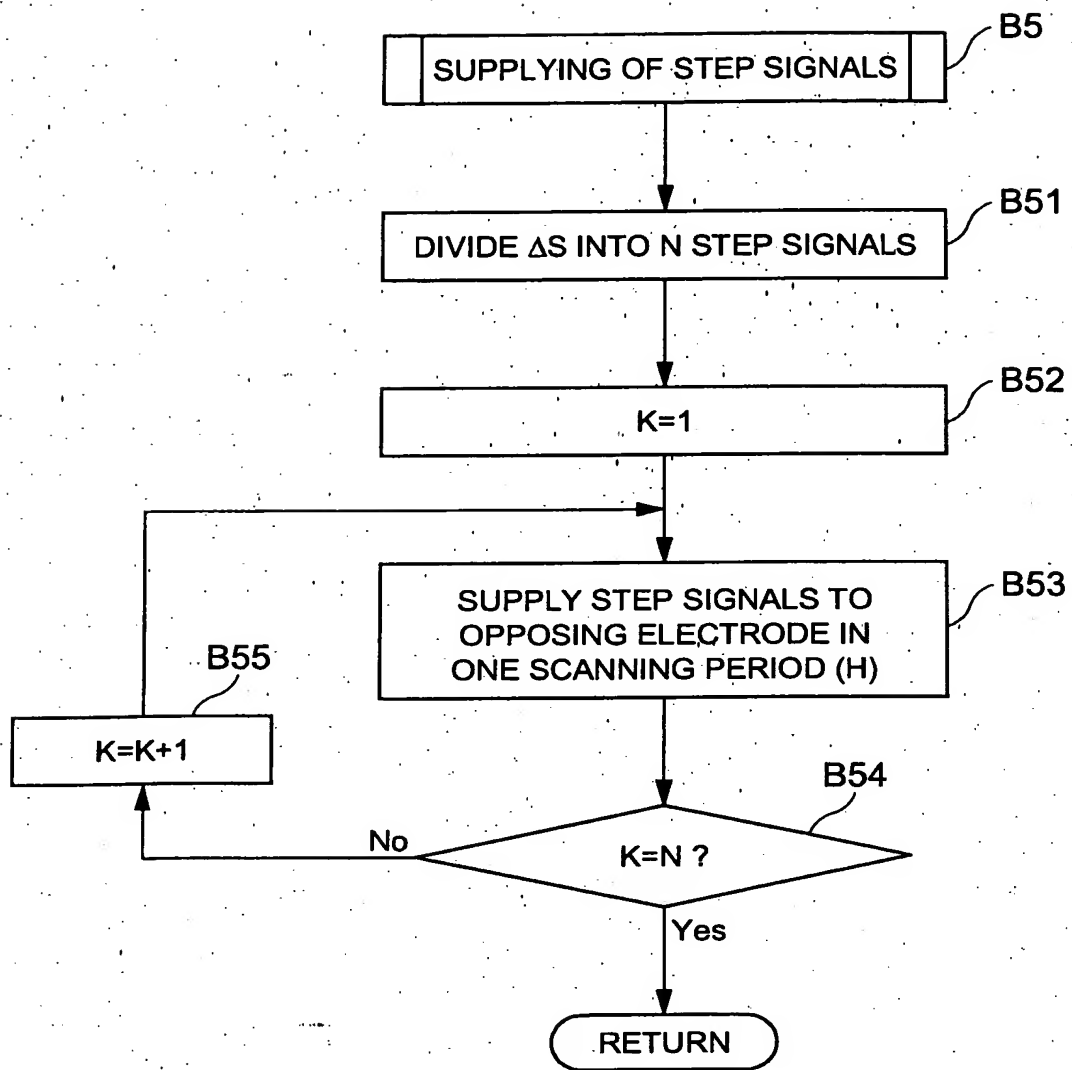 B5
SUPPLYING OF STEP SIGNALS
B51
DIVIDE ΔS INTO N STEP SIGNALS
B52
K=1
B53
SUPPLY STEP SIGNALS TO
OPPOSING ELECTRODE IN
ONE SCANNING PERIOD (H)
B55
K=K+1
B54
No
K=N ?
Yes
RETURN